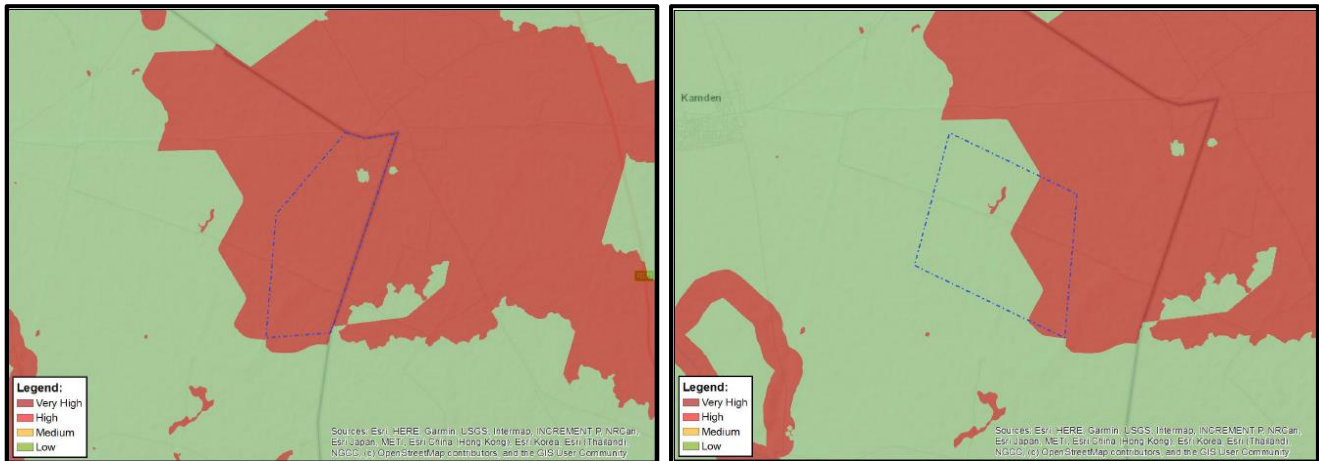 Legend:
Very High
High
Medium
Low
Sources: Esri, HERE, Garmin, USGS, Intermap, INCREMENT P, NRCan,
Esri Japan, METI, Esri China (Hong Kong), Esri Korea, Esri (Thailand),
NGCC, (c) OpenStreetMap contributors, and the GIS User Community
Kamden
Legend:
Very High
High
Medium
Low
Sources: Esri, HERE, Garmin, USGS, Intermap, INCREMENT P, NRCan,
Esri Japan, METI, Esri China (Hong Kong), Esri Korea, Esri (Thailand),
NGCC, (c) OpenStreetMap contributors, and the GIS User Community